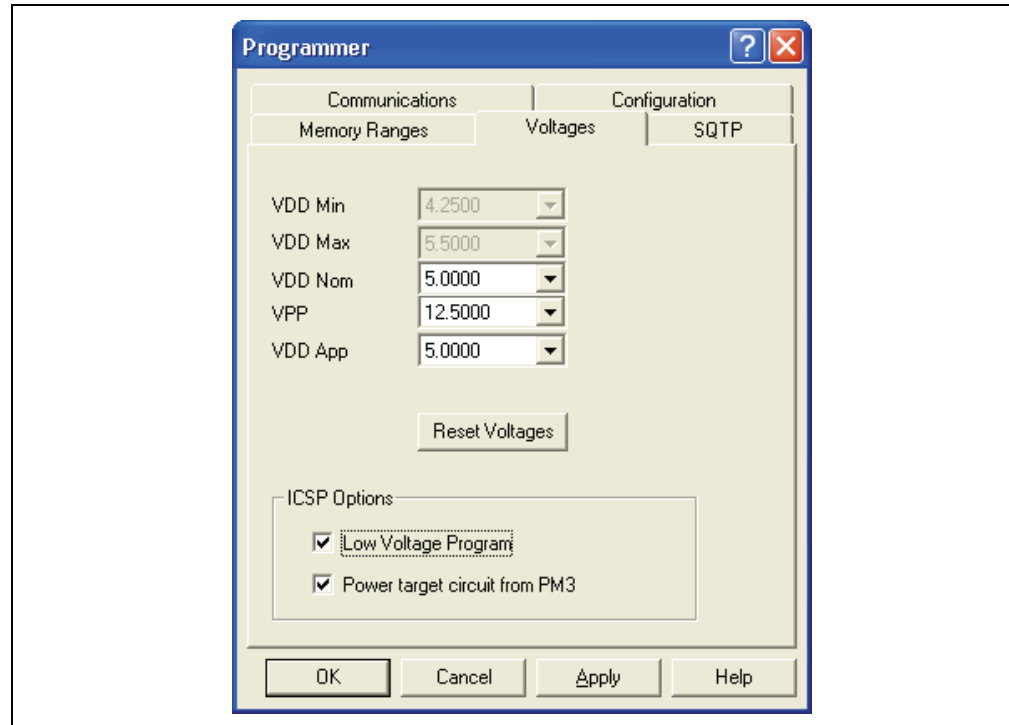 Programmer
Communications Configuration
Memory Ranges Voltages SQTP
VDD Min 4.2500
VDD Max 5.5000
VDD Nom 5.0000
VPP 12.5000
VDD App 5.0000
Reset Voltages
ICSP Options
Low Voltage Program
Power target circuit from PM3
OK Cancel Apply Help